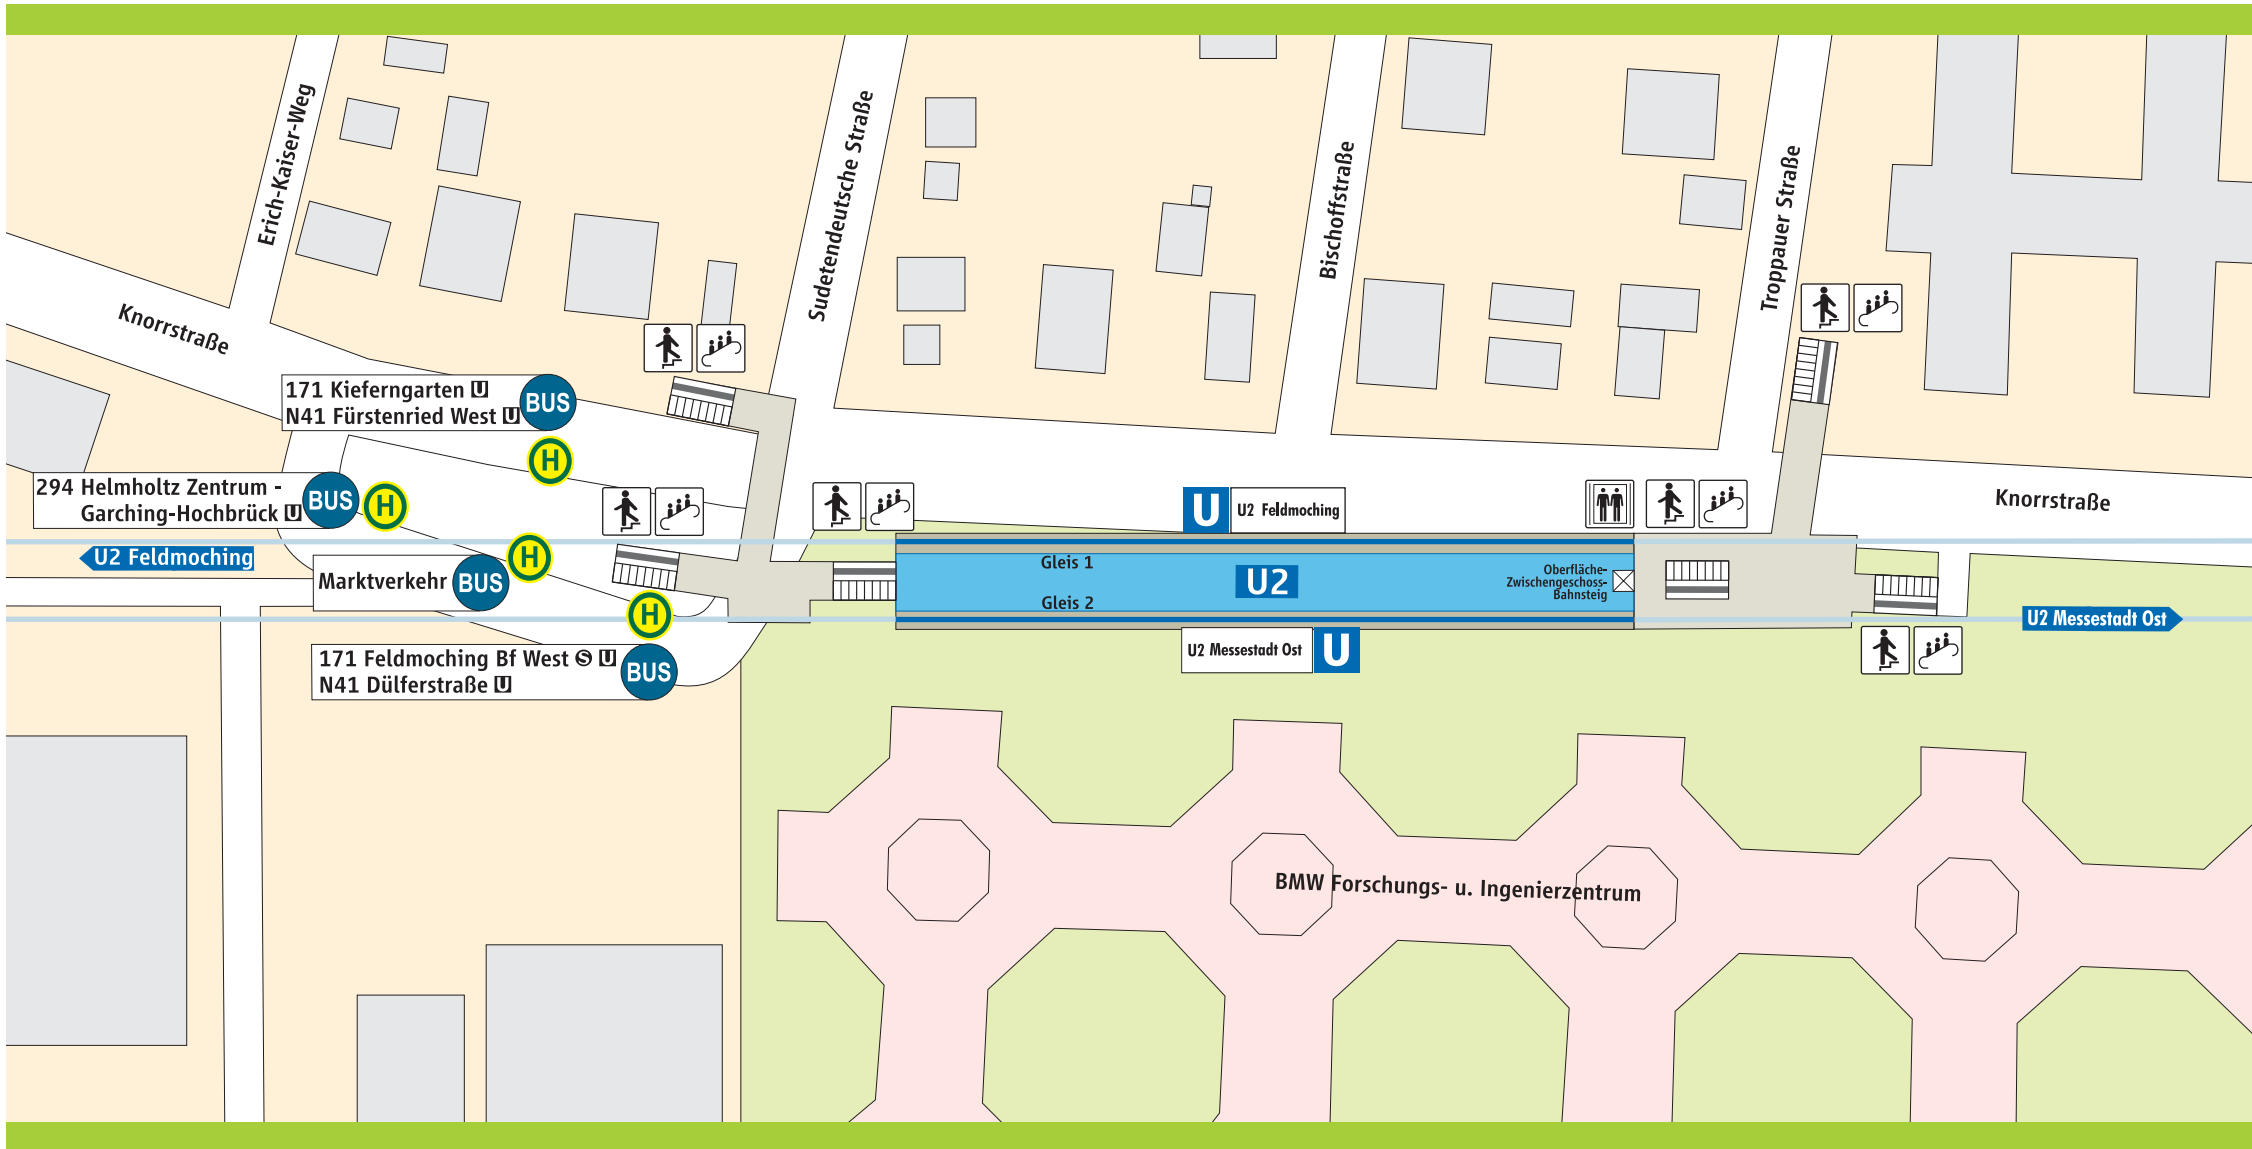 Erich-Kaiser-Weg
Sudetendeutsche Straße
Bischoffstraße
Troppauer Straße
Knorrstraße
171 Kieferngarten U
N41 Fürstenried West U
BUS
H
294 Helmholtz Zentrum -
Garching-Hochbrück U
BUS
H
U2 Feldmoching
Marktverkehr
BUS
H
H
171 Feldmoching Bf West S U
N41 Dülferstraße U
BUS
U
U2 Feldmoching
Knorrstraße
Gleis 1
Gleis 2
U2
Oberfläche-
Zwischengeschoss-
Bahnsteig
U2 Messestadt Ost
U
U2 Messestadt Ost
BMW Forschungs- u. Ingenierzentrum